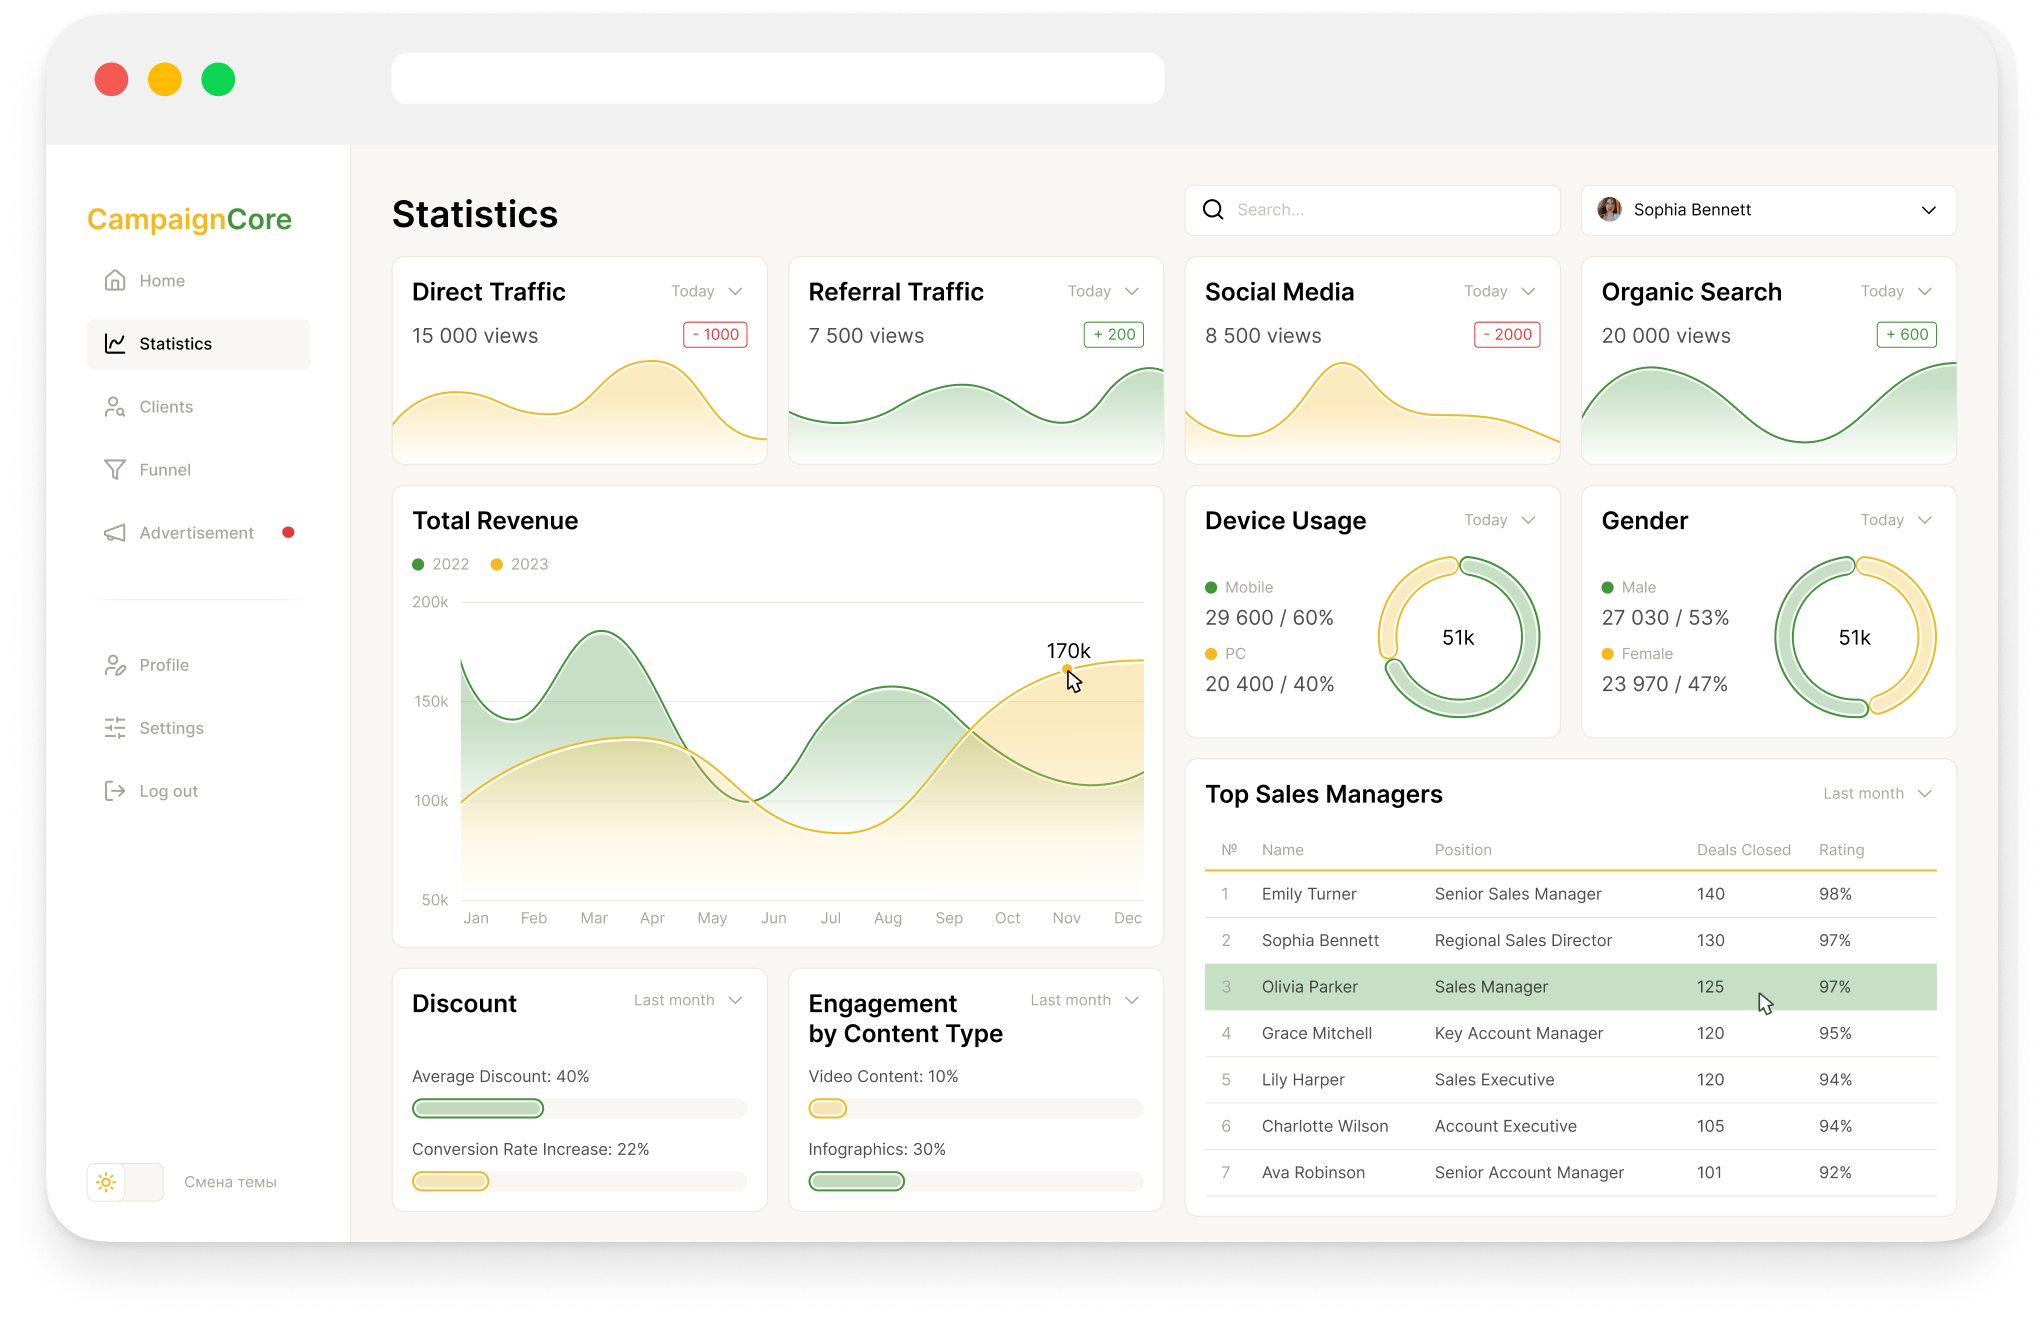 CampaignCore
Home
Statistics
Clients
Funnel
Advertisement
Profile
Settings
Log out
Смена темы
Statistics
Search...
Sophia Bennett
Direct Traffic
Today
15 000 views
- 1000
Referral Traffic
Today
7 500 views
+ 200
Social Media
Today
8 500 views
- 2000
Organic Search
Today
20 000 views
+ 600
Total Revenue
2022
2023
200k
150k
100k
50k
170k
Jan Feb Mar Apr May Jun Jul Aug Sep Oct Nov Dec
Device Usage
Today
Mobile
29 600 / 60%
PC
20 400 / 40%
51k
Gender
Today
Male
27 030 / 53%
Female
23 970 / 47%
51k
Discount
Last month
Average Discount: 40%
Conversion Rate Increase: 22%
Engagement
by Content Type
Last month
Video Content: 10%
Infographics: 30%
Top Sales Managers
Last month
№ Name Position Deals Closed Rating
1 Emily Turner Senior Sales Manager 140 98%
2 Sophia Bennett Regional Sales Director 130 97%
3 Olivia Parker Sales Manager 125 97%
4 Grace Mitchell Key Account Manager 120 95%
5 Lily Harper Sales Executive 120 94%
6 Charlotte Wilson Account Executive 105 94%
7 Ava Robinson Senior Account Manager 101 92%